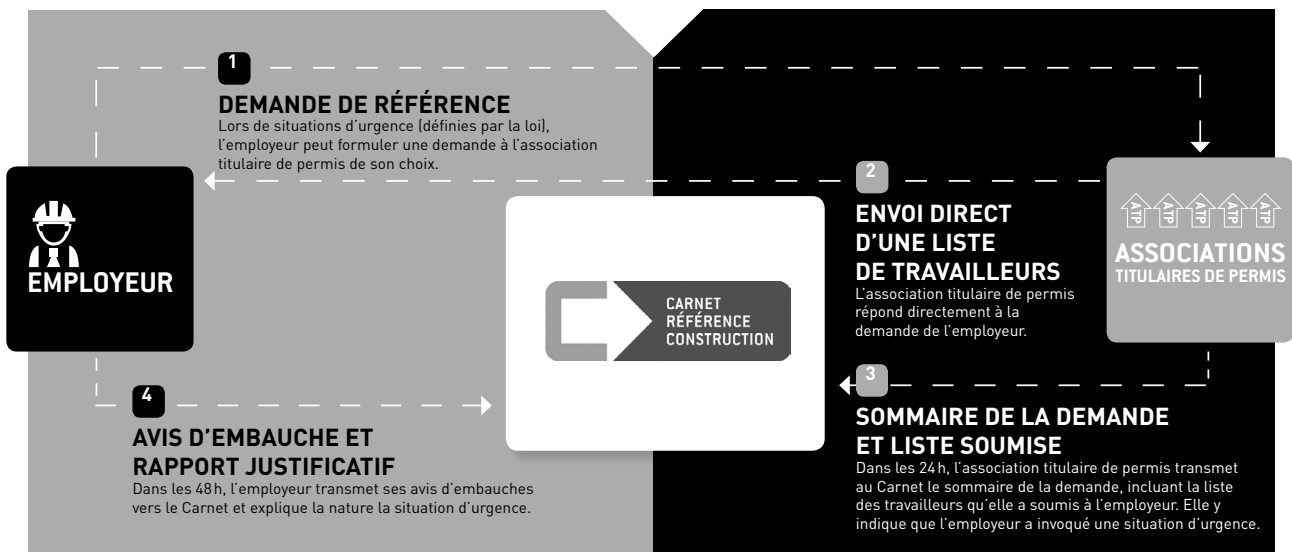 1
DEMANDE DE RÉFÉRENCE
Lors de situations d'urgence (définies par la loi),
l'employeur peut formuler une demande à l'association
titulaire de permis de son choix.
EMPLOYEUR
2
ENVOI DIRECT
D'UNE LISTE
DE TRAVAILLEURS
L'association titulaire de permis
répond directement à la
demande de l'employeur.
ATP ATP ATP ATP ATP
ASSOCIATIONS
TITULAIRES DE PERMIS
CARNET
RÉFÉRENCE
CONSTRUCTION
3
SOMMAIRE DE LA DEMANDE
ET LISTE SOUMISE
Dans les 24 h, l'association titulaire de permis transmet
au Carnet le sommaire de la demande, incluant la liste
des travailleurs qu'elle a soumis à l'employeur. Elle y
indique que l'employeur a invoqué une situation d'urgence.
4
AVIS D'EMBAUCHE ET
RAPPORT JUSTIFICATIF
Dans les 48 h, l'employeur transmet ses avis d'embauches
vers le Carnet et explique la nature la situation d'urgence.